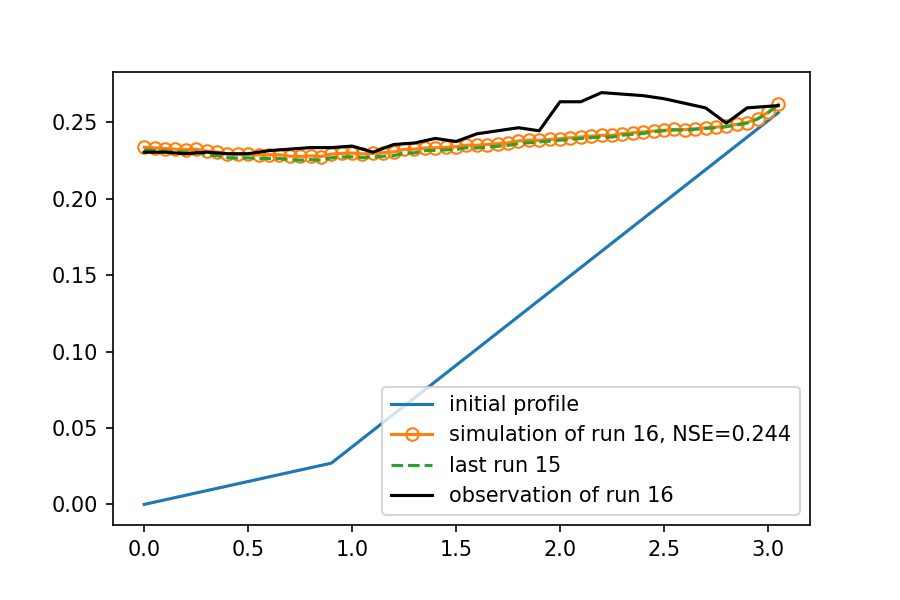 0.25
0.20
0.15
0.10
0.05
0.00
initial profile
simulation of run 16, NSE=0.244
last run 15
observation of run 16
0.0 0.5 1.0 1.5 2.0 2.5 3.0